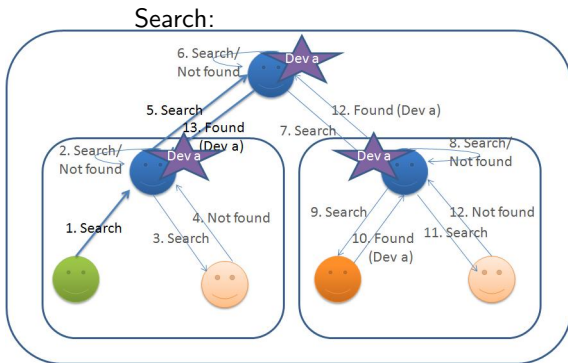 Search:
6. Search/
Not found
Dev a
5. Search
12. Found (Dev a)
13. Found
(Dev a)
7. Search
2. Search/
Not found
Dev a
Dev a
8. Search/
Not found
1. Search
4. Not found
3. Search
9. Search
12. Not found
10. Found
(Dev a)
11. Search